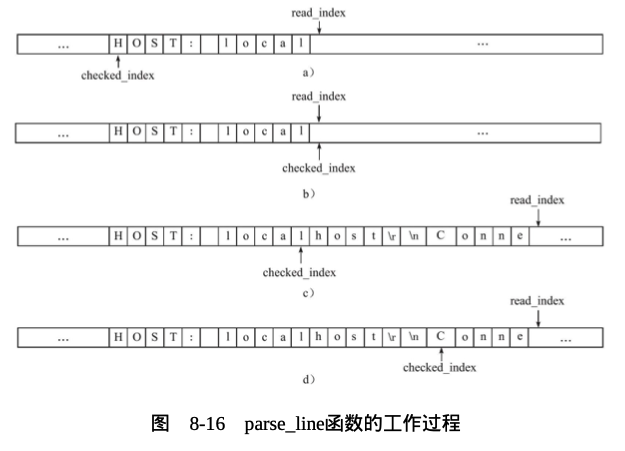 read_index
... H O S T : l o c a l ...
checked_index
a）
read_index
... H O S T : l o c a l ...
checked_index
b）
read_index
... H O S T : l o c a l h o s t \r \n C o n n e ...
checked_index
c）
read_index
... H O S T : l o c a l h o s t \r \n C o n n e ...
checked_index
d）
图 8-16 parse_line函数的工作过程